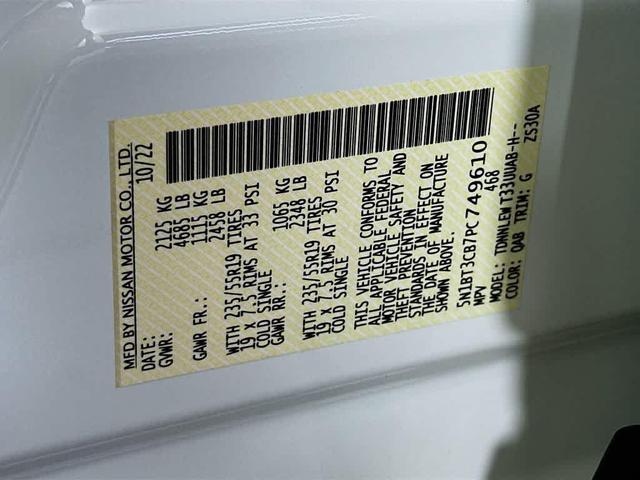 MFD BY NISSAN MOTOR CO., LTD.
DATE: 10/22
GVWR: 2125 KG
4685 LB
GAWR FR.: 1115 KG
2458 LB
WITH 235/55R19 TIRES
19 X 7.5 RIMS AT 33 PSI
COLD SINGLE
GAWR RR.: 1065 KG
2348 LB
WITH 235/55R19 TIRES
19 X 7.5 RIMS AT 30 PSI
COLD SINGLE
THIS VEHICLE CONFORMS TO
ALL APPLICABLE FEDERAL
MOTOR VEHICLE SAFETY AND
THEFT PREVENTION
STANDARDS IN EFFECT ON
THE DATE OF MANUFACTURE
SHOWN ABOVE.
5N1BT3CB7PC749610
MPV 468
MODEL: TDNNLEW T33UUAB-H--
COLOR: QAB TRIM: G ZS30A